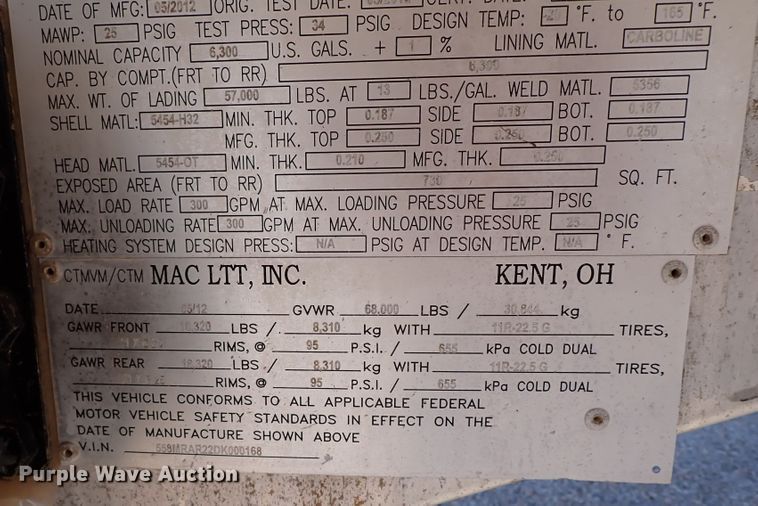 DATE OF MFG: 05/2012 ORIG. TEST DATE: CERT. DATE:
MAWP: 25 PSIG TEST PRESS: 34 PSIG DESIGN TEMP: -20 °F. to 165 °F.
NOMINAL CAPACITY 6,300 U.S. GALS. + 1 % LINING MATL. CARBOLINE
CAP. BY COMPT.(FRT TO RR) 6,300
MAX. WT. OF LADING 57,000 LBS. AT 13 LBS./GAL. WELD MATL. 5356
SHELL MATL: 5454-H32 MIN. THK. TOP 0.187 SIDE 0.187 BOT. 0.187
MFG. THK. TOP 0.250 SIDE 0.250 BOT. 0.250
HEAD MATL. 5454-OT MIN. THK. 0.210 MFG. THK. 0.250
EXPOSED AREA (FRT TO RR) 730 SQ. FT.
MAX. LOAD RATE 300 GPM AT MAX. LOADING PRESSURE 25 PSIG
MAX. UNLOADING RATE 300 GPM AT MAX. UNLOADING PRESSURE 25 PSIG
HEATING SYSTEM DESIGN PRESS: N/A PSIG AT DESIGN TEMP. N/A ° F.
CTMVM/CTM MAC LTT, INC. KENT, OH
DATE 05/12 GVWR 68,000 LBS / 30,844 kg
GAWR FRONT 18,320 LBS / 8,310 kg WITH 11R-22.5 G TIRES,
RIMS, @ 95 P.S.I. / 655 kPa COLD DUAL
GAWR REAR 18,320 LBS / 8,310 kg WITH 11R-22.5 G TIRES,
RIMS, @ 95 P.S.I. / 655 kPa COLD DUAL
THIS VEHICLE CONFORMS TO ALL APPLICABLE FEDERAL
MOTOR VEHICLE SAFETY STANDARDS IN EFFECT ON THE
DATE OF MANUFACTURE SHOWN ABOVE
V.I.N. 5S9MRAR22DK000168
Purple Wave Auction